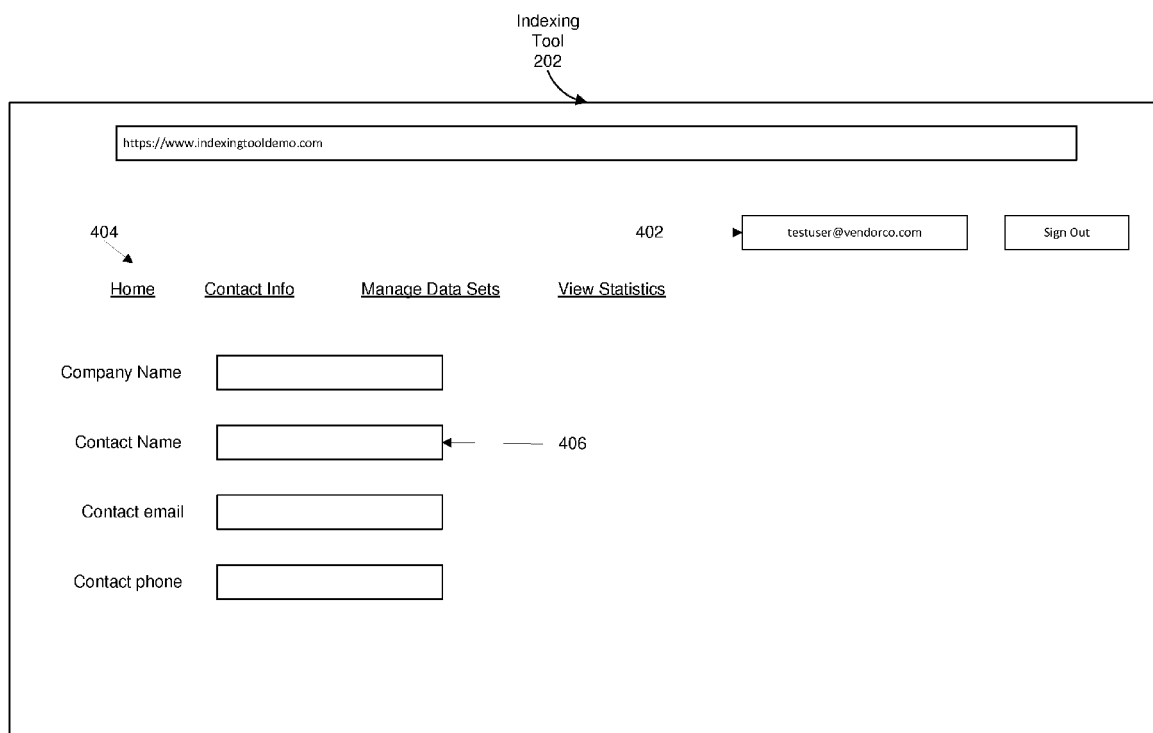 Indexing
Tool
202
https://www.indexingtooldemo.com
404
402
testuser@vendorco.com
Sign Out
Home Contact Info Manage Data Sets View Statistics
Company Name
Contact Name
406
Contact email
Contact phone